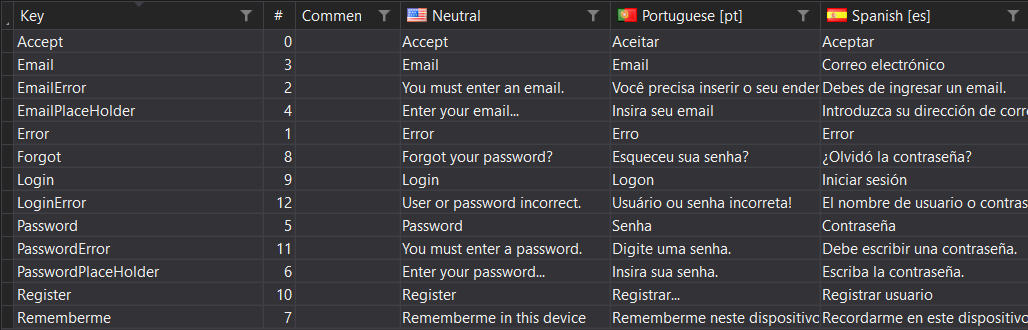 Key # Commen Neutral Portuguese [pt] Spanish [es]
Accept 0 Accept Aceitar Aceptar
Email 3 Email Email Correo electrónico
EmailError 2 You must enter an email. Você precisa inserir o seu ender Debes de ingresar un email.
EmailPlaceHolder 4 Enter your email... Insira seu email Introduzca su dirección de corr
Error 1 Error Erro Error
Forgot 8 Forgot your password? Esqueceu sua senha? ¿Olvidó la contraseña?
Login 9 Login Logon Iniciar sesión
LoginError 12 User or password incorrect. Usuário ou senha incorreta! El nombre de usuario o contras
Password 5 Password Senha Contraseña
PasswordError 11 You must enter a password. Digite uma senha. Debe escribir una contraseña.
PasswordPlaceHolder 6 Enter your password... Insira sua senha. Escriba la contraseña.
Register 10 Register Registrar... Registrar usuario
Rememberme 7 Rememberme in this device Rememberme neste dispositivo Recordarme en este dispositivo